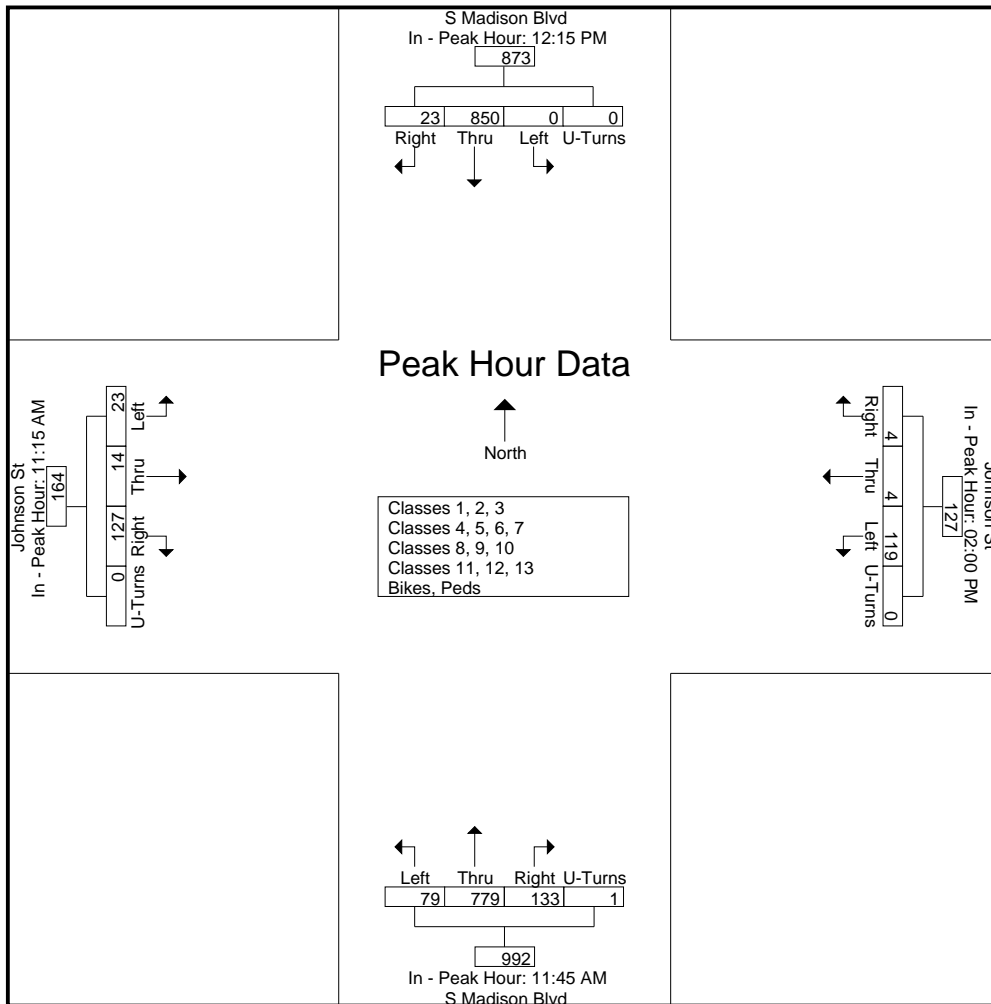 S Madison Blvd
In - Peak Hour: 12:15 PM
873
23 850 0 0
Right Thru Left U-Turns
Peak Hour Data
North
Classes 1, 2, 3
Classes 4, 5, 6, 7
Classes 8, 9, 10
Classes 11, 12, 13
Bikes, Peds
Johnson St
In - Peak Hour: 11:15 AM
164
23 14 127 0
Left Thru Right U-Turns
Johnson St
In - Peak Hour: 02:00 PM
127
4 4 119 0
Right Thru Left U-Turns
Left Thru Right U-Turns
79 779 133 1
992
In - Peak Hour: 11:45 AM
S Madison Blvd